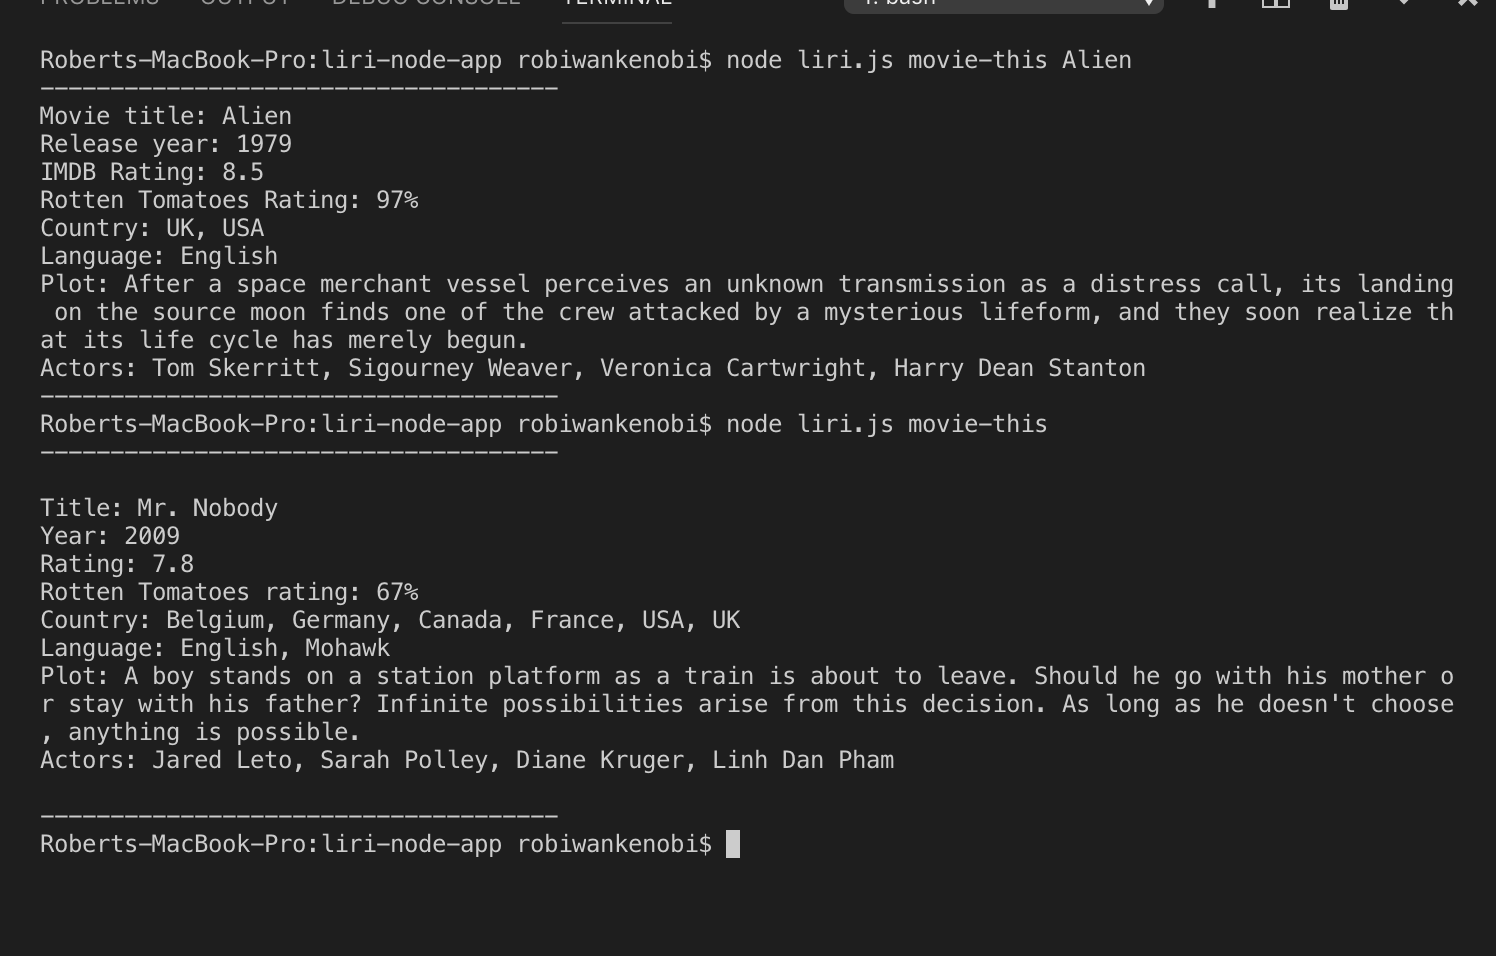 PROBLEMS OUTPUT DEBUG CONSOLE TERMINAL 1: bash
Roberts-MacBook-Pro:liri-node-app robiwankenobi$ node liri.js movie-this Alien
-------------------------------------
Movie title: Alien
Release year: 1979
IMDB Rating: 8.5
Rotten Tomatoes Rating: 97%
Country: UK, USA
Language: English
Plot: After a space merchant vessel perceives an unknown transmission as a distress call, its landing
 on the source moon finds one of the crew attacked by a mysterious lifeform, and they soon realize th
at its life cycle has merely begun.
Actors: Tom Skerritt, Sigourney Weaver, Veronica Cartwright, Harry Dean Stanton
-------------------------------------
Roberts-MacBook-Pro:liri-node-app robiwankenobi$ node liri.js movie-this
-------------------------------------
Title: Mr. Nobody
Year: 2009
Rating: 7.8
Rotten Tomatoes rating: 67%
Country: Belgium, Germany, Canada, France, USA, UK
Language: English, Mohawk
Plot: A boy stands on a station platform as a train is about to leave. Should he go with his mother o
r stay with his father? Infinite possibilities arise from this decision. As long as he doesn't choose
, anything is possible.
Actors: Jared Leto, Sarah Polley, Diane Kruger, Linh Dan Pham
-------------------------------------
Roberts-MacBook-Pro:liri-node-app robiwankenobi$